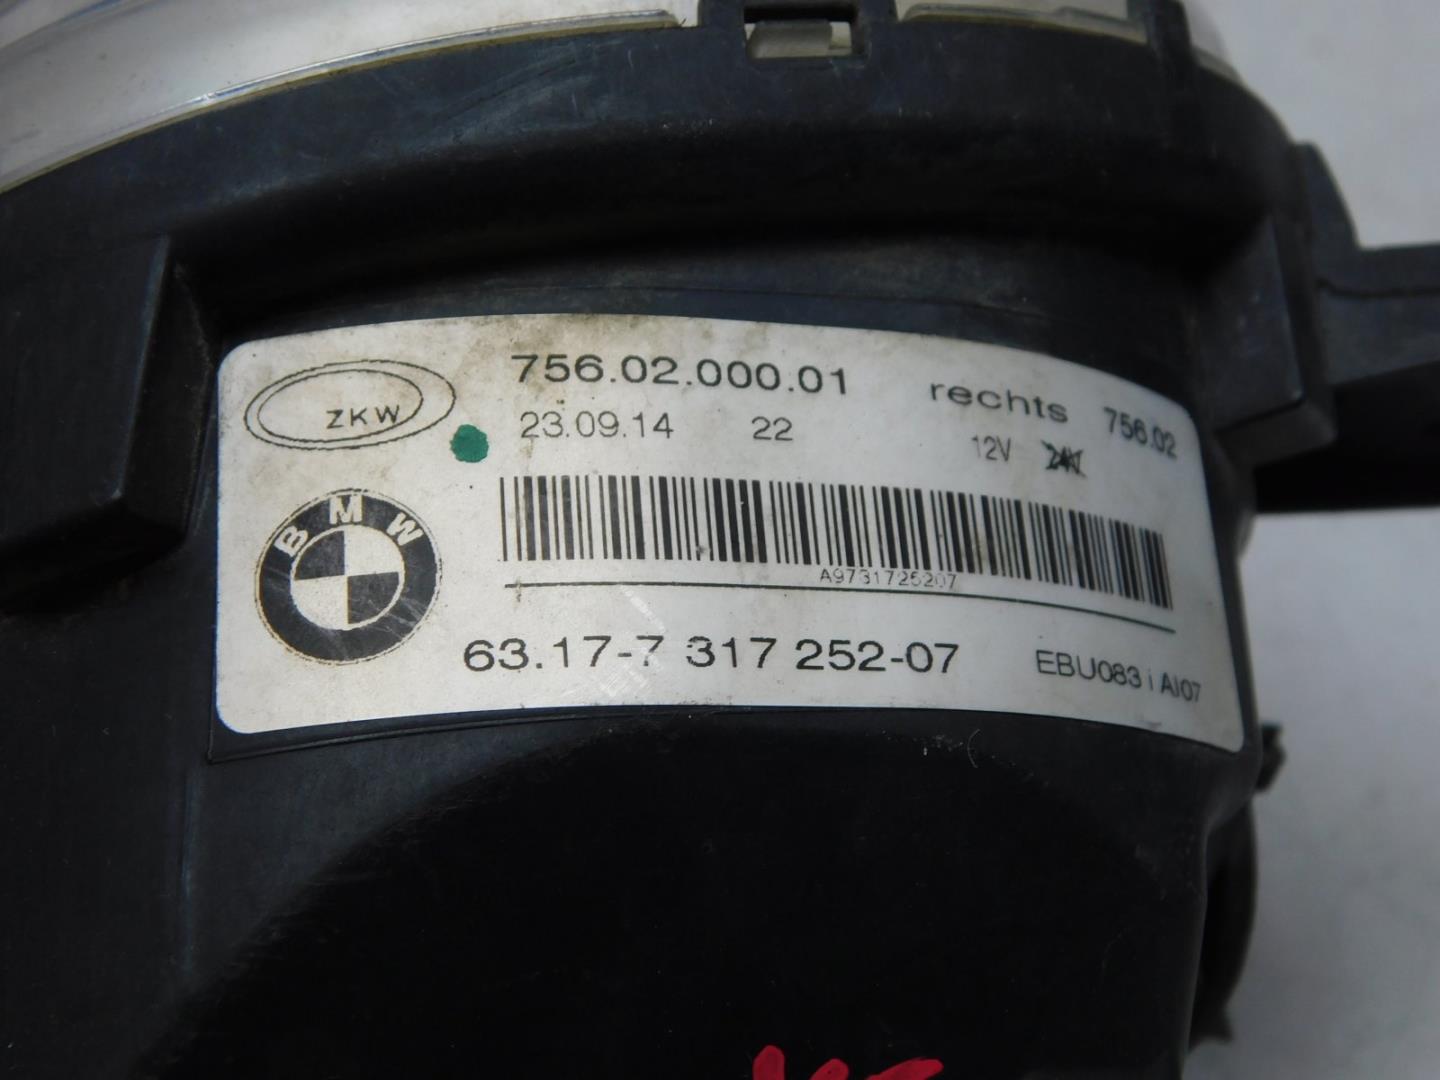 756.02.000.01 rechts 756.02
ZKW
23.09.14 22 12V 24V
BMW
A9731725207
63.17-7 317 252-07 EBU083 i AI07